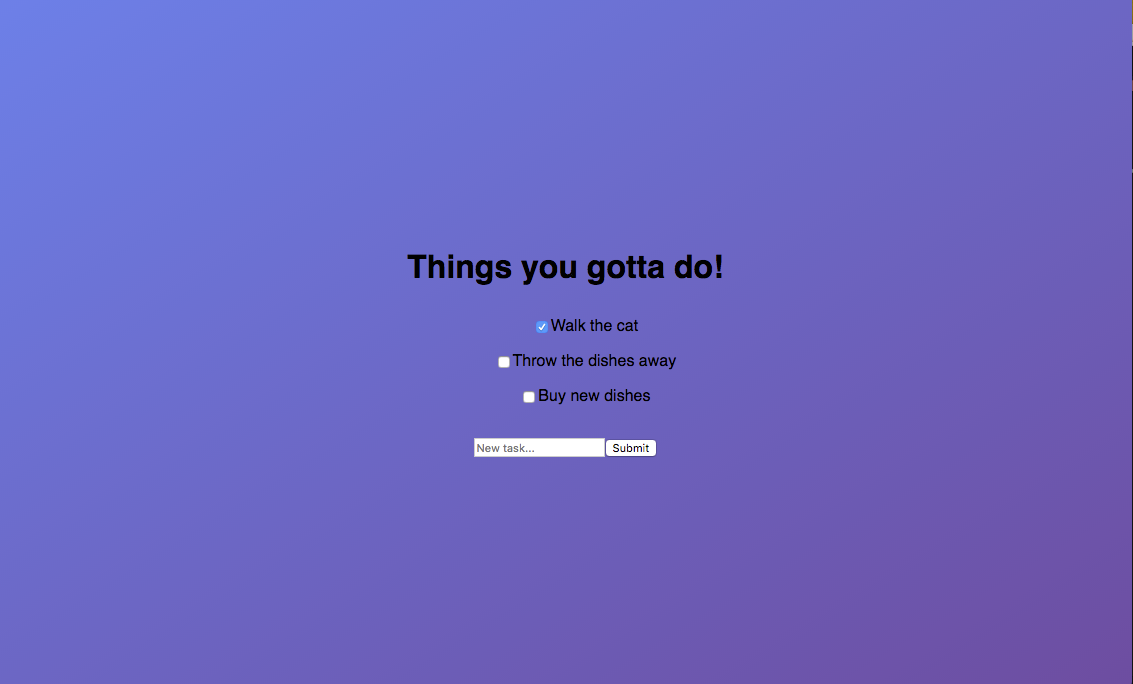 Things you gotta do!
Walk the cat
Throw the dishes away
Buy new dishes
New task... Submit